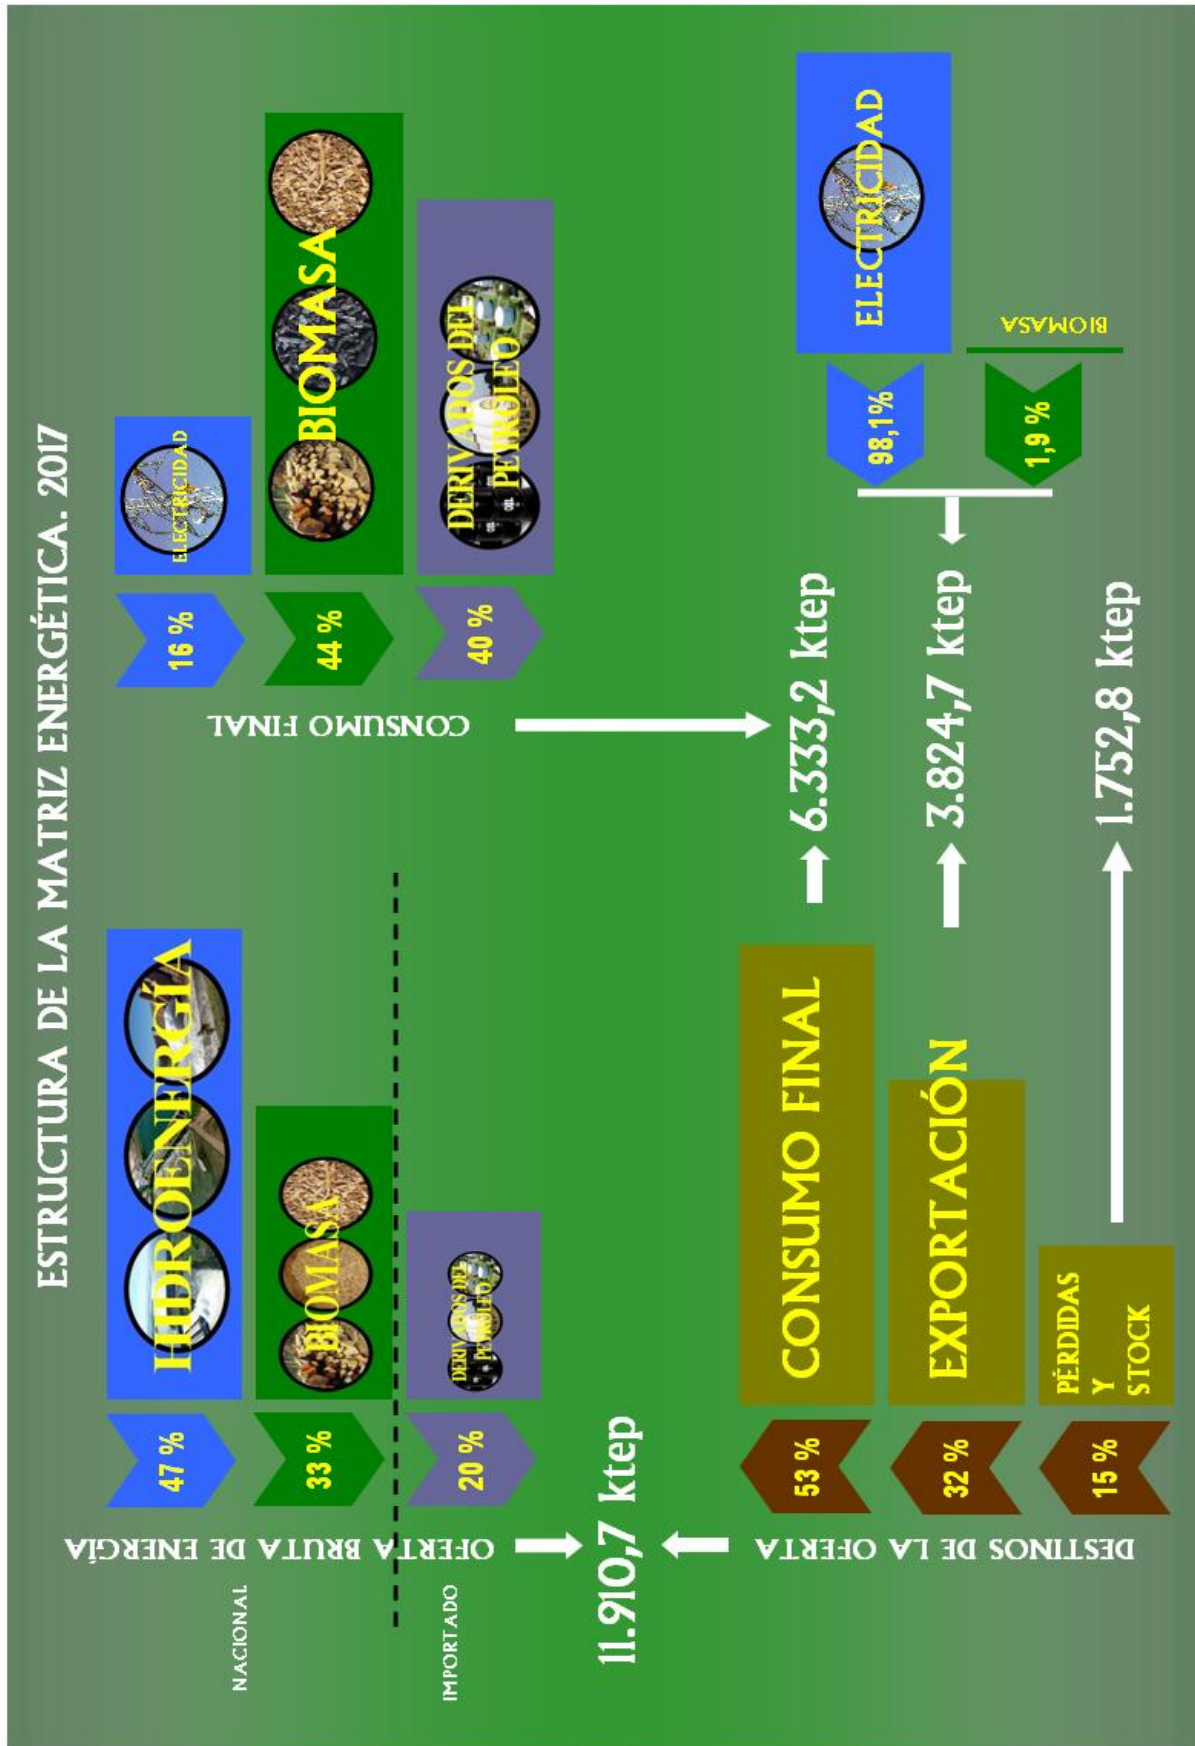 ESTRUCTURA DE LA MATRIZ ENERGÉTICA. 2017
OFERTA BRUTA DE ENERGÍA
NACIONAL
47 %
HIDROENERGÍA
33 %
BIOMASA
IMPORTADO
20 %
DERIVADOS DEL
PETROLEO
CONSUMO FINAL
16 %
ELECTRICIDAD
44 %
BIOMASA
40 %
DERIVADOS DEL
PETROLEO
11.910,7 ktep
DESTINOS DE LA OFERTA
53 %
CONSUMO FINAL
6.333,2 ktep
32 %
EXPORTACIÓN
3.824,7 ktep
98,1%
ELECTRICIDAD
1,9 %
BIOMASA
15 %
PÉRDIDAS
Y
STOCK
1.752,8 ktep